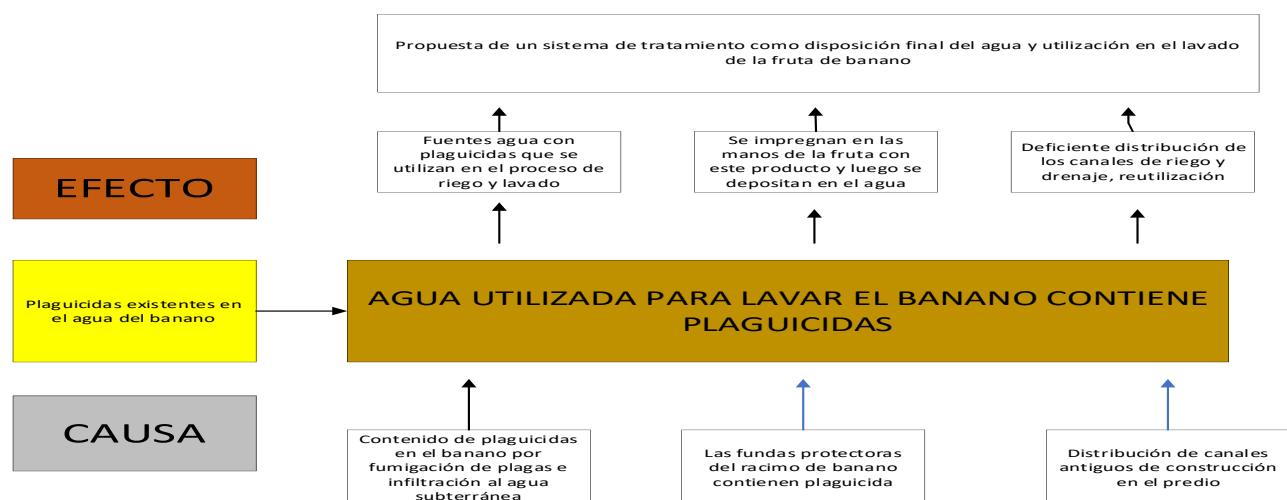 Propuesta de un sistema de tratamiento como disposición final del agua y utilización en el lavado
de la fruta de banano
Fuentes agua con
plaguicidas que se
utilizan en el proceso de
riego y lavado
Se impregnan en las
manos de la fruta con
este producto y luego se
depositan en el agua
Deficiente distribución de
los canales de riego y
drenaje, reutilización
EFECTO
Plaguicidas existentes en
el agua del banano
AGUA UTILIZADA PARA LAVAR EL BANANO CONTIENE
PLAGUICIDAS
CAUSA
Contenido de plaguicidas
en el banano por
fumigación de plagas e
infiltración al agua
subterránea
Las fundas protectoras
del racimo de banano
contienen plaguicida
Distribución de canales
antiguos de construcción
en el predio